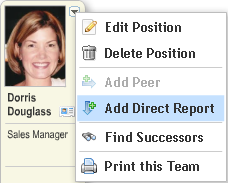 Edit Position
Delete Position
Add Peer
Add Direct Report
Find Successors
Print this Team
Dorris
Douglass
Sales Manager